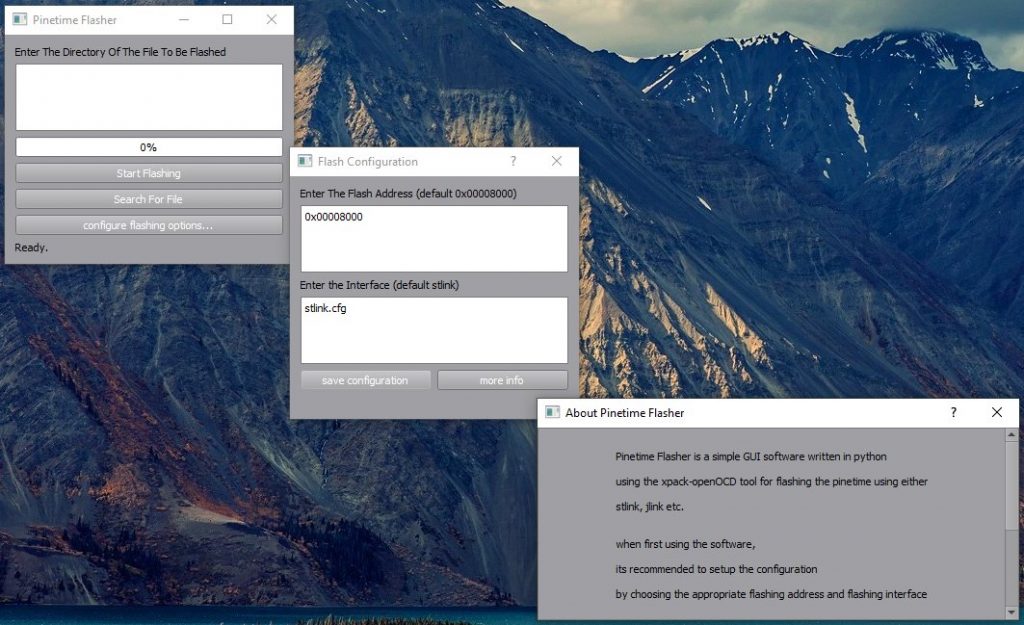 Pinetime Flasher
Enter The Directory Of The File To Be Flashed
0%
Start Flashing
Search For File
configure flashing options...
Ready.
Flash Configuration
?
Enter The Flash Address (default 0x00008000)
0x00008000
Enter the Interface (default stlink)
stlink.cfg
save configuration
more info
About Pinetime Flasher
?
Pinetime Flasher is a simple GUI software written in python
using the xpack-openOCD tool for flashing the pinetime using either
stlink, jlink etc.
when first using the software,
its recommended to setup the configuration
by choosing the appropriate flashing address and flashing interface